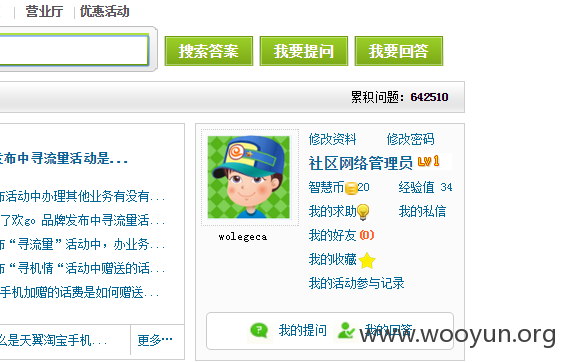 营业厅 优惠活动
搜索答案 我要提问 我要回答
累积问题：642510
发布中寻流量活动是...
布活动中办理其他业务有没有...
了欢go 品牌发布中寻流量活...
布“寻流量”活动中，办业务...
布“寻机情“活动中赠送的话...
手机加赠的话费是如何赠送...
么是天翼淘宝手机... 更多…
修改资料 修改密码
社区网络管理员 LV1
智慧币 20 经验值 34
我的求助 我的私信
我的好友 (0)
我的收藏
我的活动参与记录
wolegeca
我的提问 我的回答
www.wooyun.org